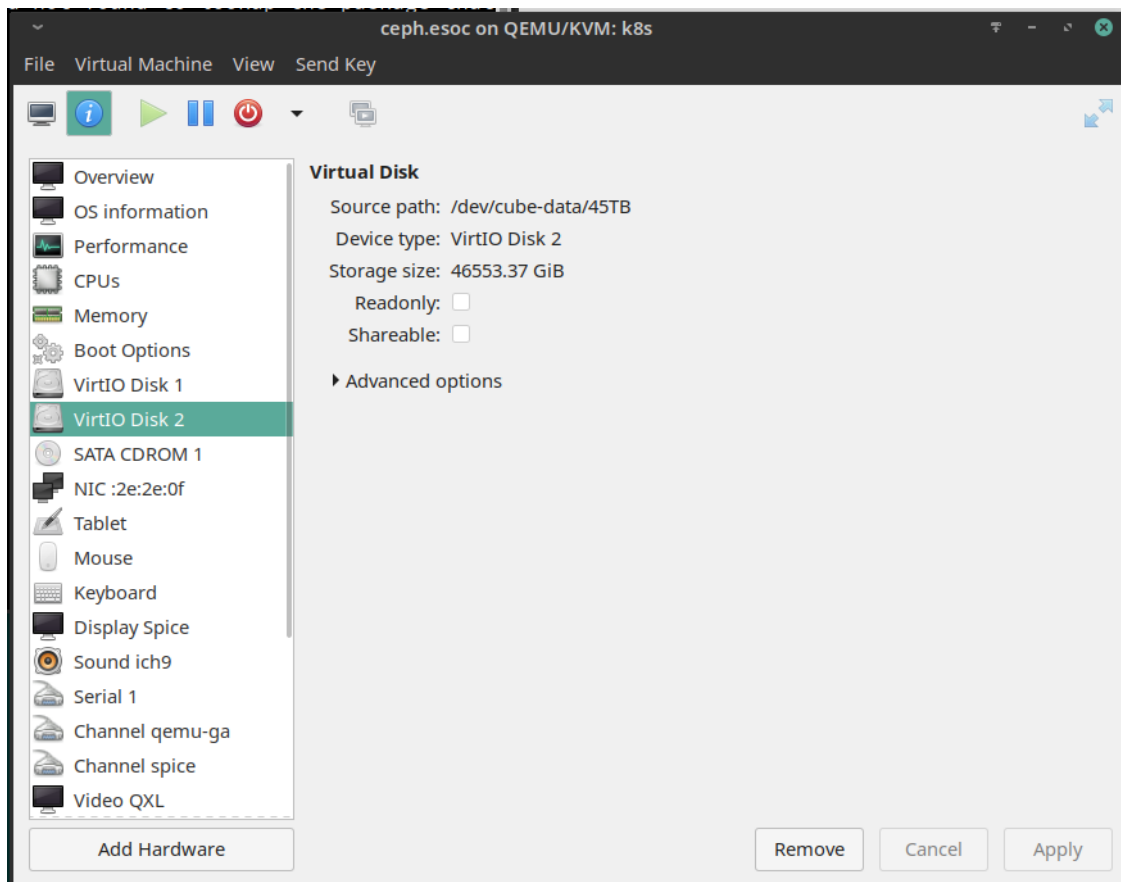 ceph.esoc on QEMU/KVM: k8s
File Virtual Machine View Send Key
Overview
OS information
Performance
CPUs
Memory
Boot Options
VirtIO Disk 1
VirtIO Disk 2
SATA CDROM 1
NIC :2e:2e:0f
Tablet
Mouse
Keyboard
Display Spice
Sound ich9
Serial 1
Channel qemu-ga
Channel spice
Video QXL
Add Hardware
Virtual Disk
Source path: /dev/cube-data/45TB
Device type: VirtIO Disk 2
Storage size: 46553.37 GiB
Readonly:
Shareable:
Advanced options
Remove Cancel Apply